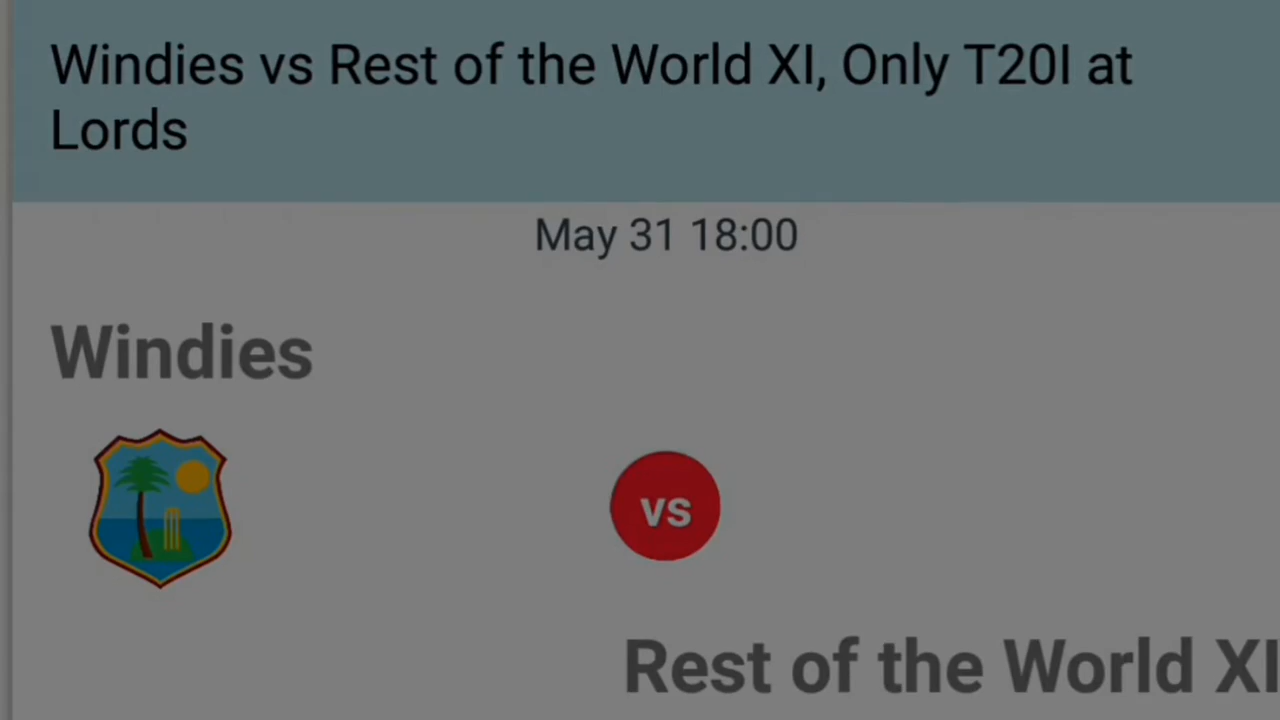 Windies vs Rest of the World XI, Only T20I at
Lords
May 31 18:00
Windies
vs
Rest of the World XI